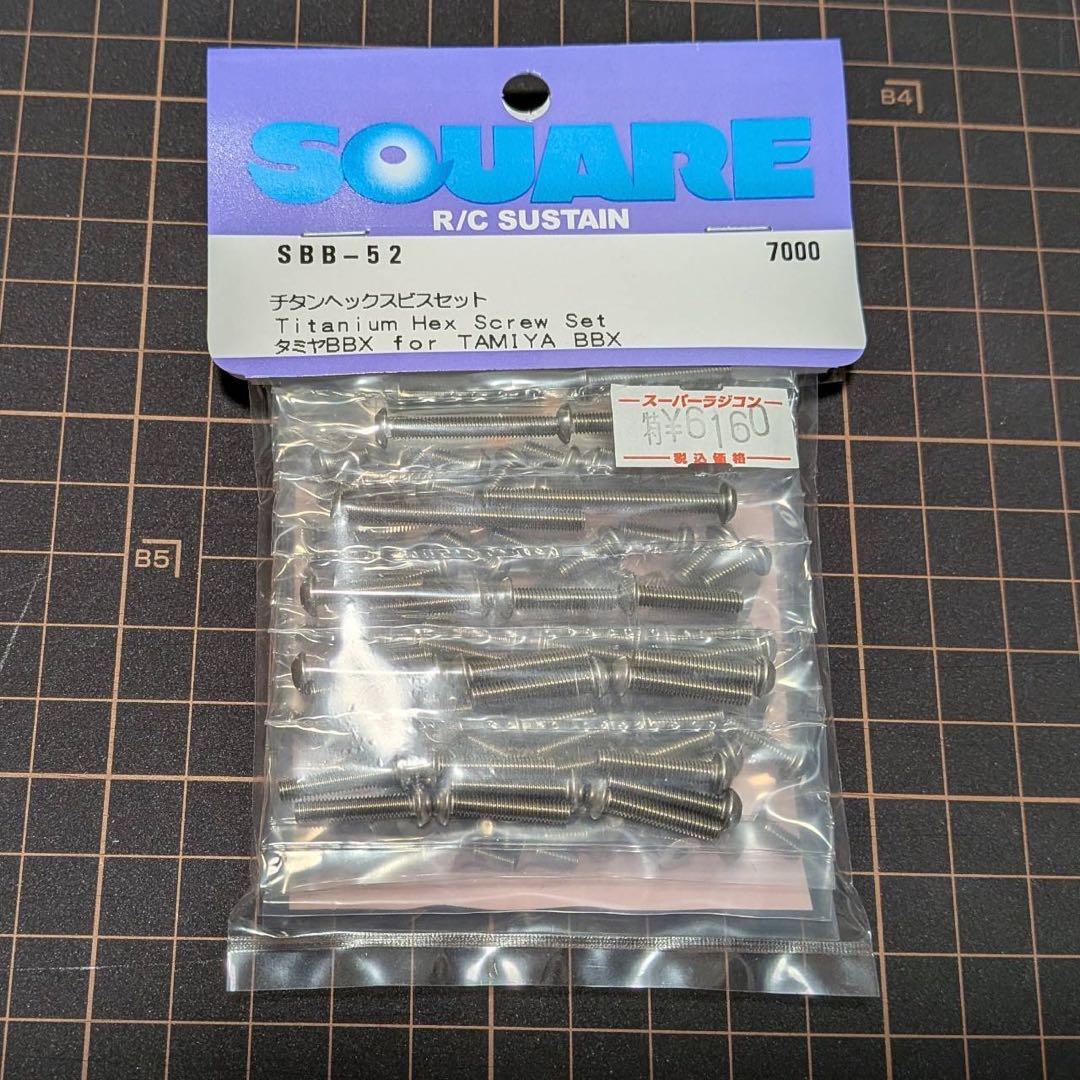 B4
SQUARE
R/C SUSTAIN
SBB-52
7000
チタンヘックスビスセット
Titanium Hex Screw Set
タミヤBBX for TAMIYA BBX
スーパーラジコン
特付¥6160
税込価格
B5